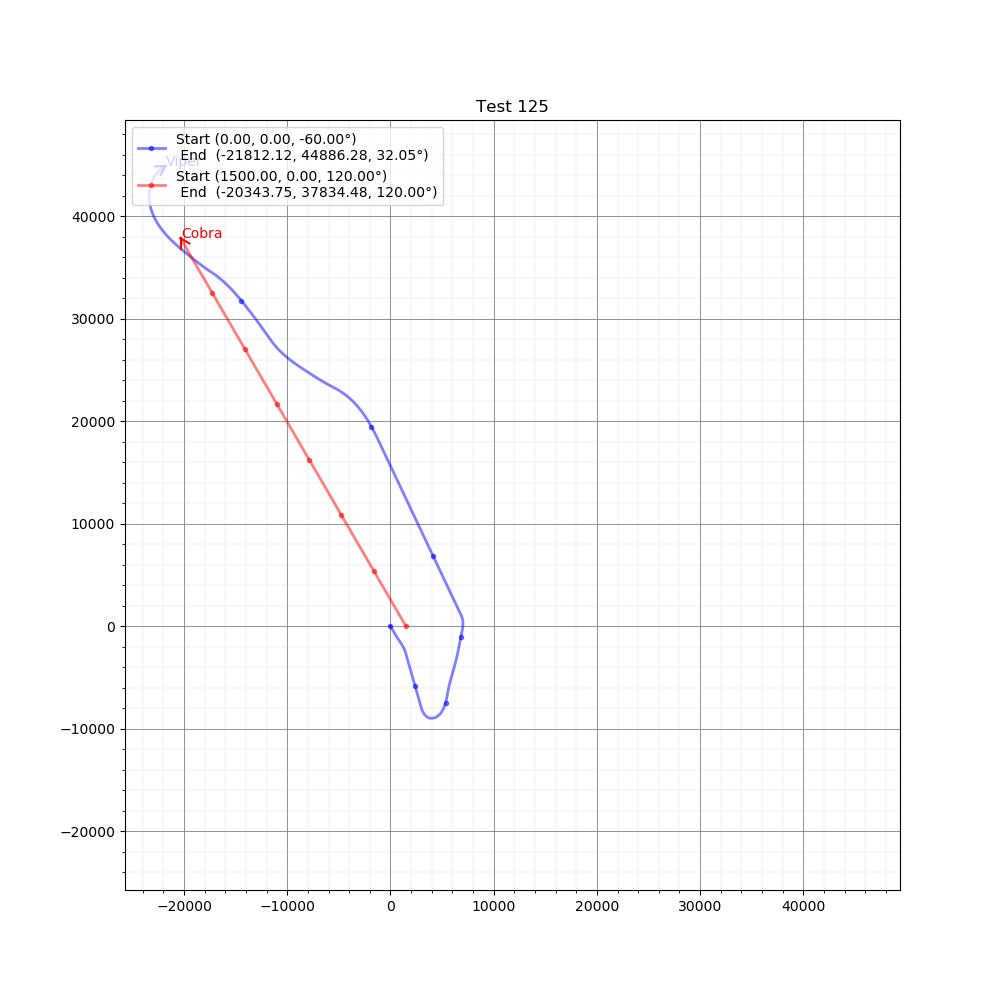 Test 125
Start (0.00, 0.00, -60.00°)
End (-21812.12, 44886.28, 32.05°)
Start (1500.00, 0.00, 120.00°)
End (-20343.75, 37834.48, 120.00°)
Viper
Cobra
40000
30000
20000
10000
0
−10000
−20000
−20000 −10000 0 10000 20000 30000 40000